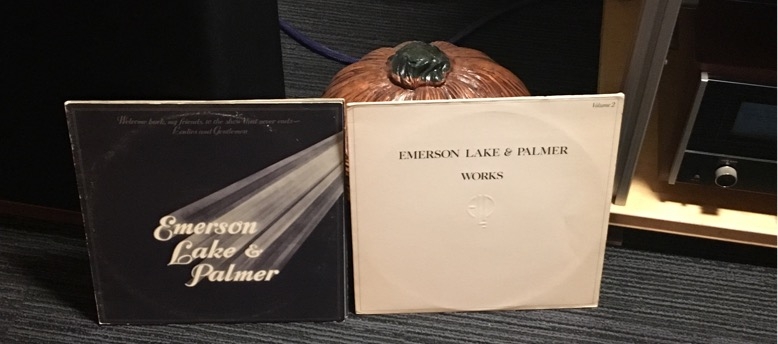 Welcome back, my friends, to the show that never ends—
Ladies and Gentlemen
Emerson
Lake &
Palmer
Volume 2
EMERSON LAKE & PALMER
WORKS